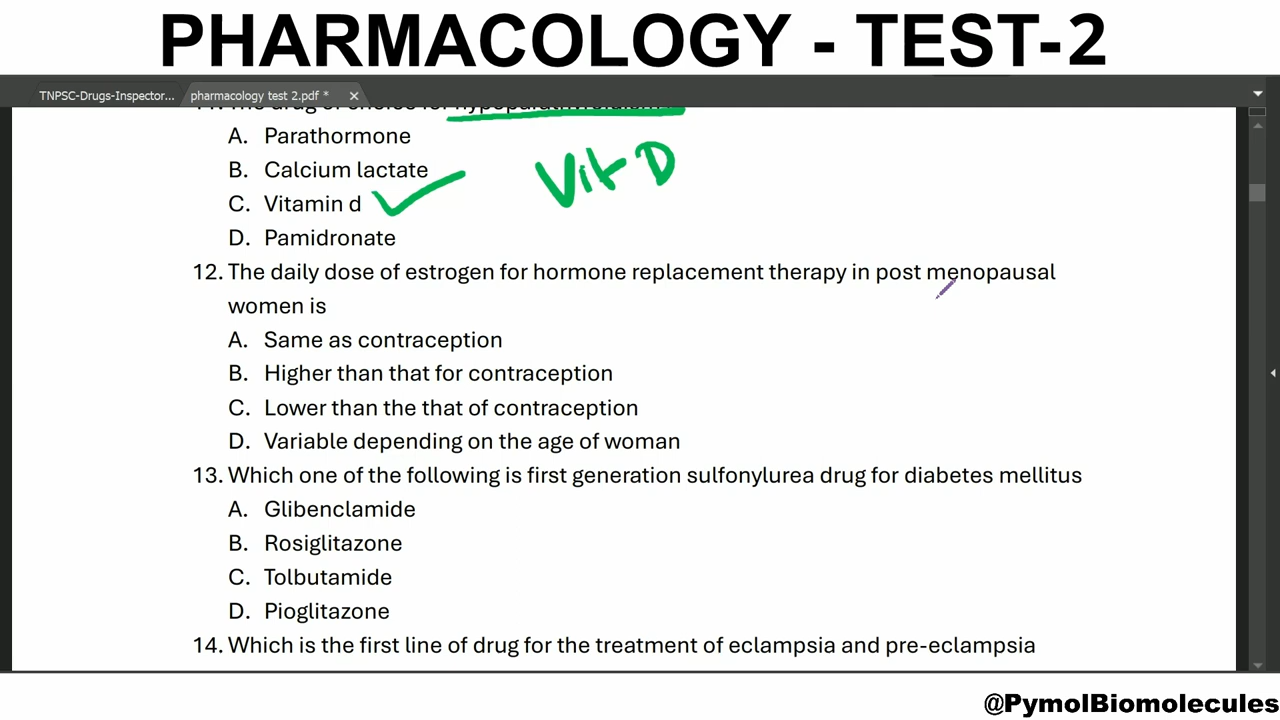 PHARMACOLOGY - TEST-2
TNPSC-Drugs-Inspector... pharmacology test 2.pdf *
A. Parathormone
B. Calcium lactate
Vit D
C. Vitamin d
D. Pamidronate
12. The daily dose of estrogen for hormone replacement therapy in post menopausal
women is
A. Same as contraception
B. Higher than that for contraception
C. Lower than the that of contraception
D. Variable depending on the age of woman
13. Which one of the following is first generation sulfonylurea drug for diabetes mellitus
A. Glibenclamide
B. Rosiglitazone
C. Tolbutamide
D. Pioglitazone
14. Which is the first line of drug for the treatment of eclampsia and pre-eclampsia
@PymolBiomolecules